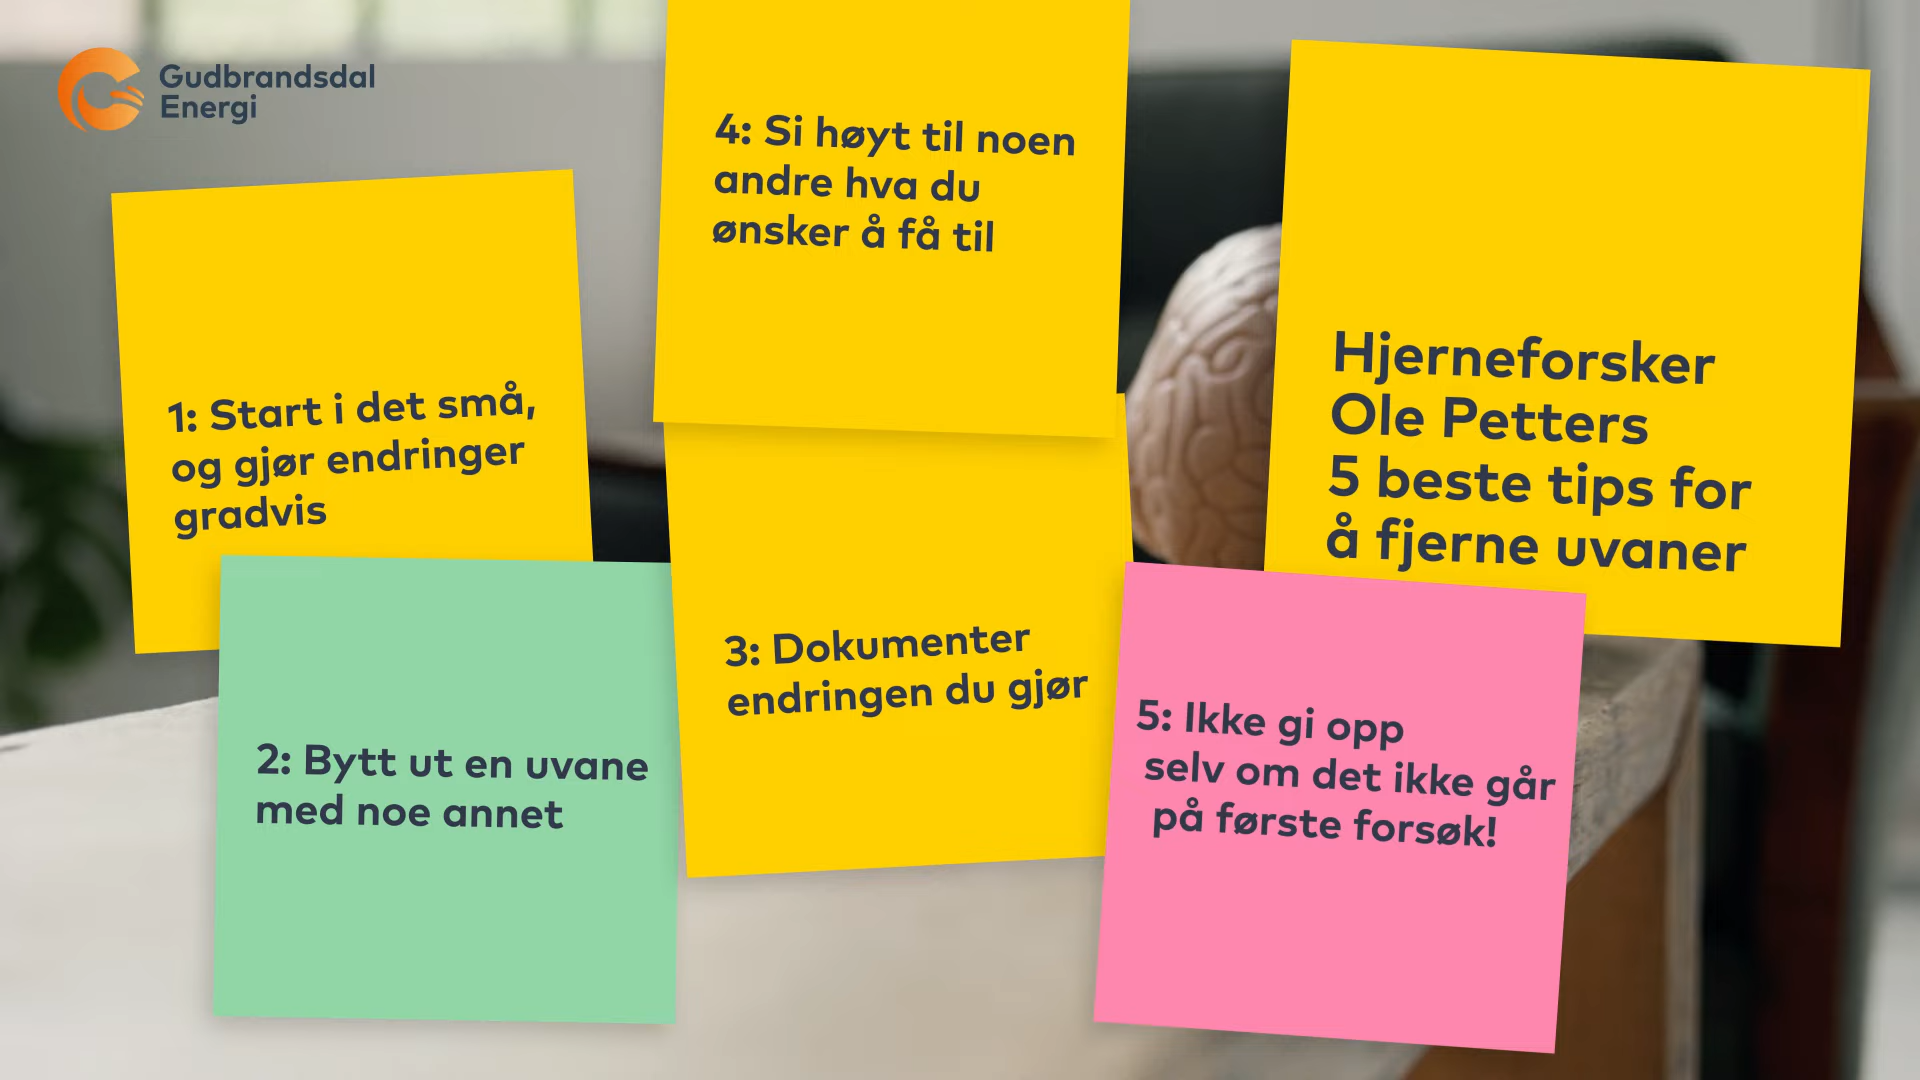 Gudbrandsdal
Energi
Hjerneforsker
Ole Petters
5 beste tips for
å fjerne uvaner
1: Start i det små,
og gjør endringer
gradvis
2: Bytt ut en uvane
med noe annet
3: Dokumenter
endringen du gjør
4: Si høyt til noen
andre hva du
ønsker å få til
5: Ikke gi opp
selv om det ikke går
på første forsøk!